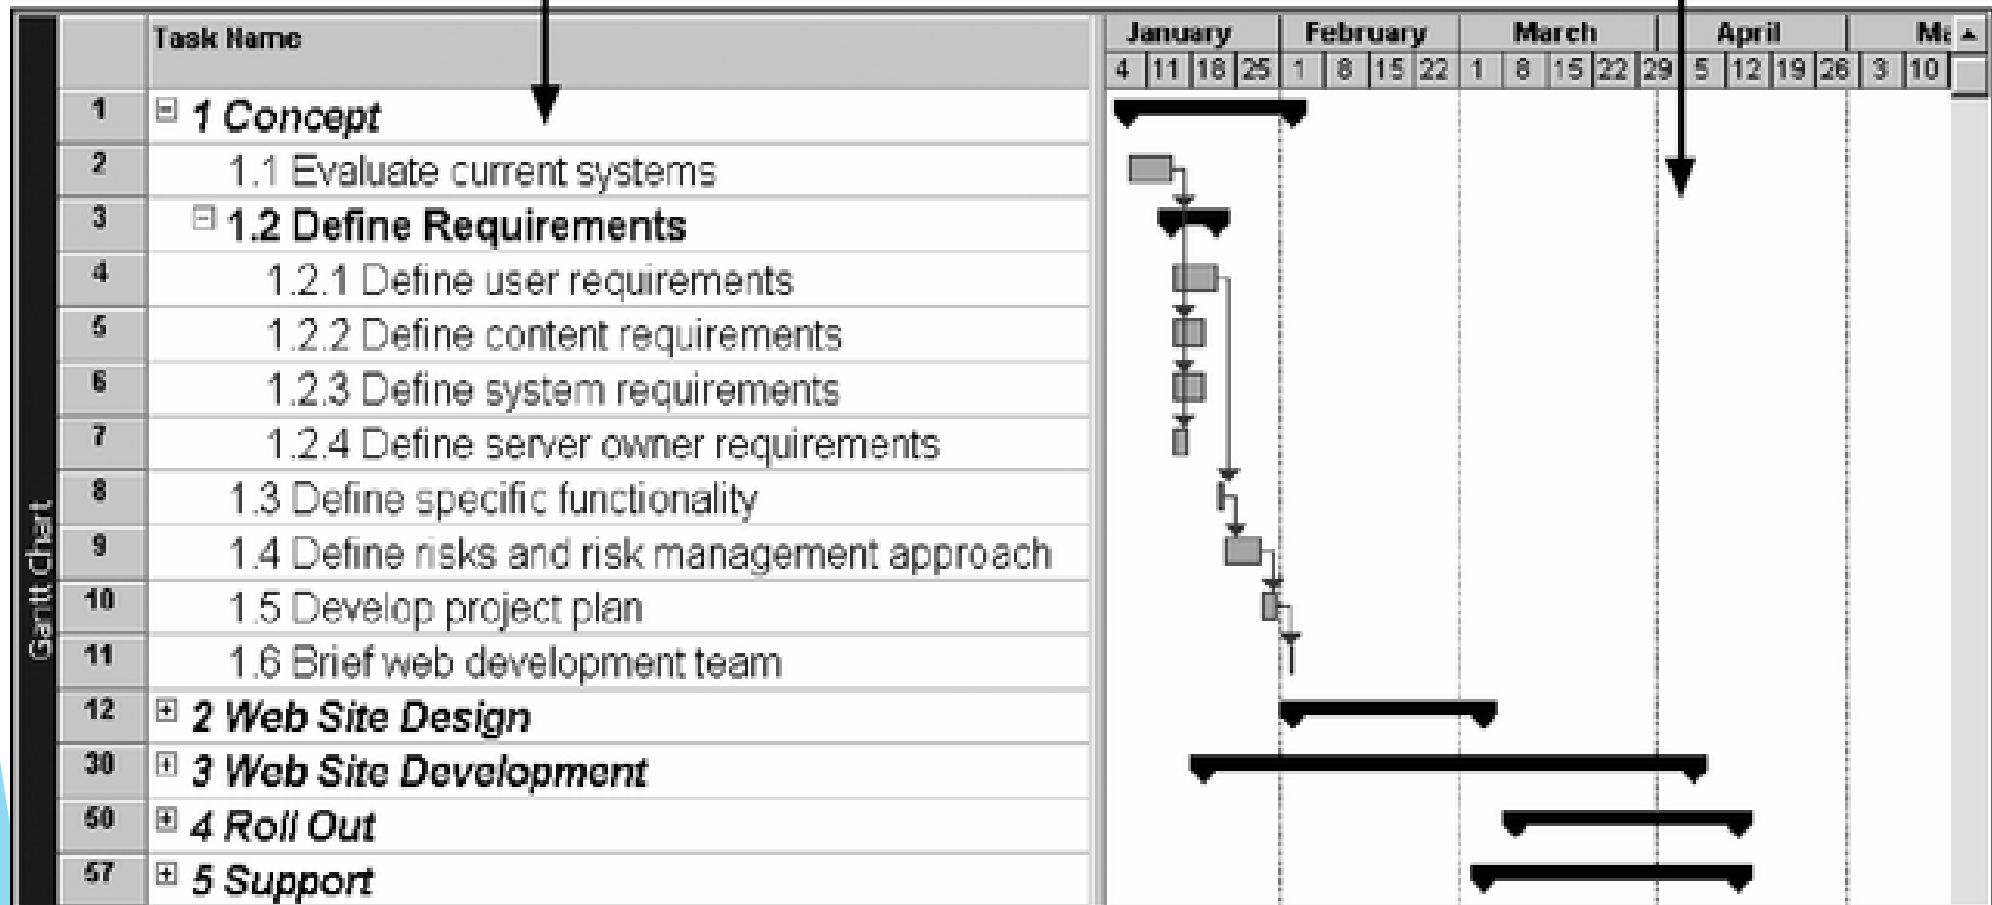 Task Name
January February March April
4 11 18 25 1 8 15 22 1 8 15 22 29 5 12 19 26 3 10
1 1 Concept
2 1.1 Evaluate current systems
3 1.2 Define Requirements
4 1.2.1 Define user requirements
5 1.2.2 Define content requirements
6 1.2.3 Define system requirements
7 1.2.4 Define server owner requirements
8 1.3 Define specific functionality
9 1.4 Define risks and risk management approach
10 1.5 Develop project plan
11 1.6 Brief web development team
12 2 Web Site Design
30 3 Web Site Development
50 4 Roll Out
57 5 Support
Gantt Chart